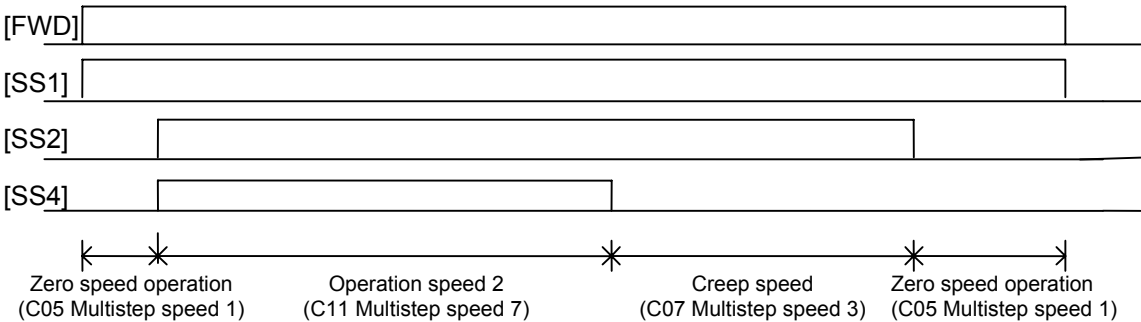 [FWD]
[SS1]
[SS2]
[SS4]
Zero speed operation
(C05 Multistep speed 1)
Operation speed 2
(C11 Multistep speed 7)
Creep speed
(C07 Multistep speed 3)
Zero speed operation
(C05 Multistep speed 1)